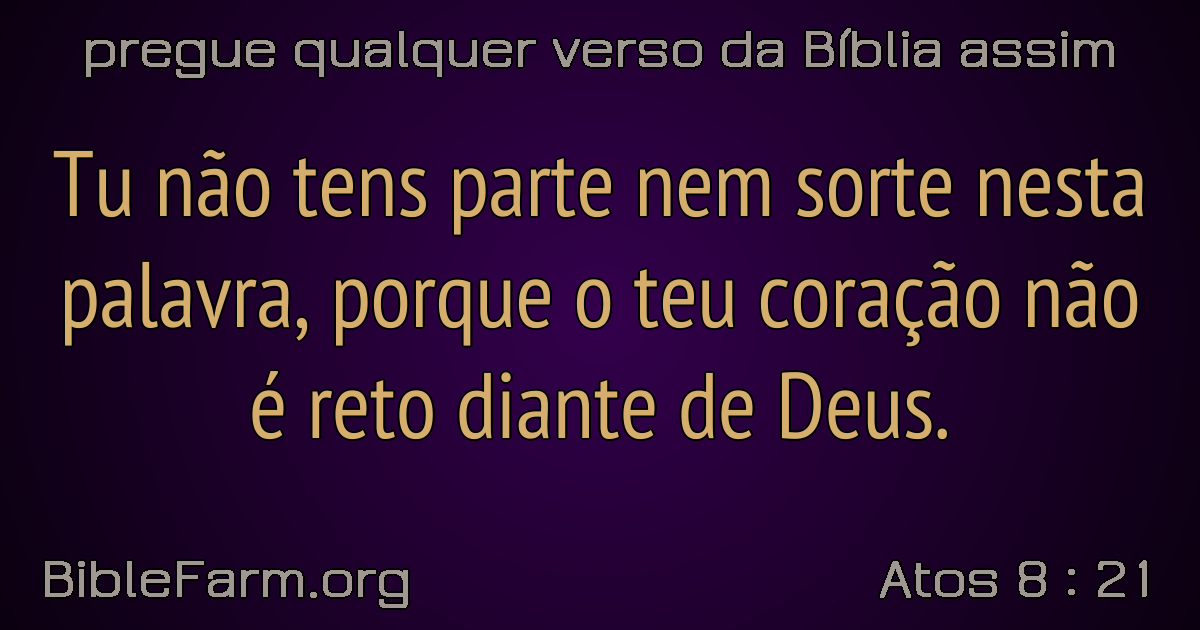 pregue qualquer verso da Bíblia assim
Tu não tens parte nem sorte nesta
palavra, porque o teu coração não
é reto diante de Deus.
BibleFarm.org
Atos 8 : 21